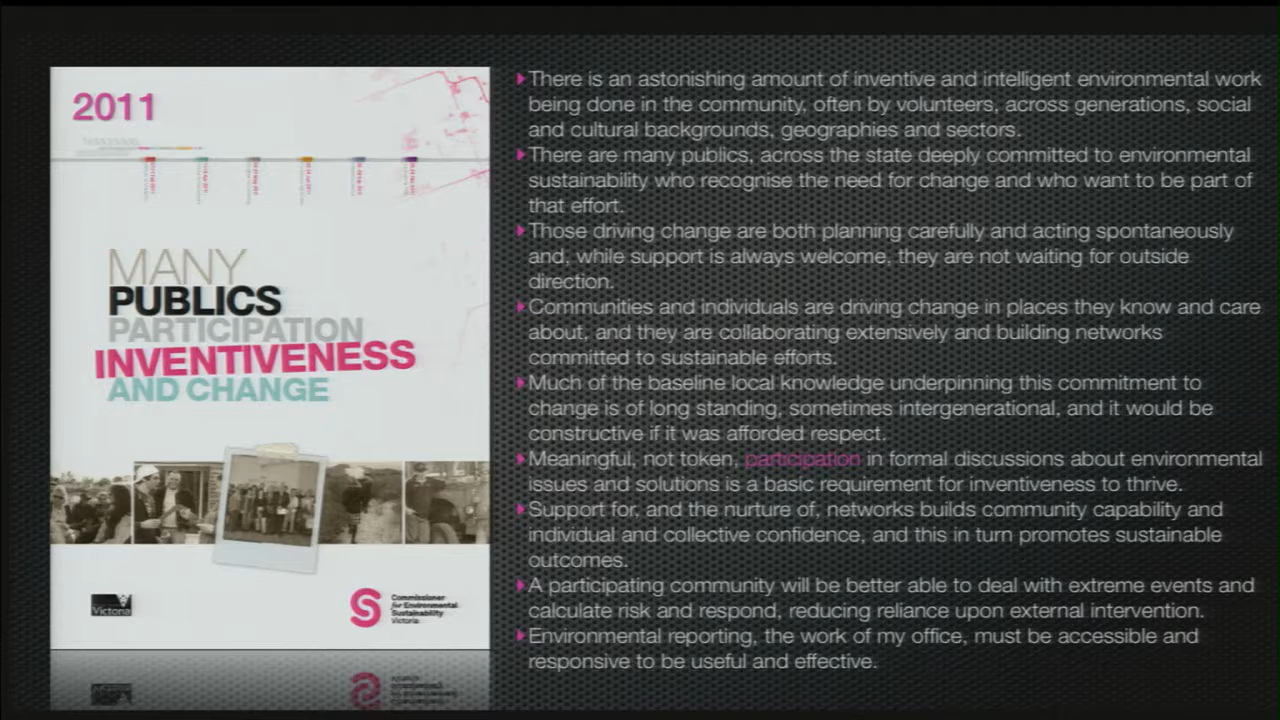 2011
MANY
PUBLICS
PARTICIPATION
INVENTIVENESS
AND CHANGE
Victoria
Commissioner
for Environmental
Sustainability
Victoria
There is an astonishing amount of inventive and intelligent environmental work
being done in the community, often by volunteers, across generations, social
and cultural backgrounds, geographies and sectors.
There are many publics, across the state deeply committed to environmental
sustainability who recognise the need for change and who want to be part of
that effort.
Those driving change are both planning carefully and acting spontaneously
and, while support is always welcome, they are not waiting for outside
direction.
Communities and individuals are driving change in places they know and care
about, and they are collaborating extensively and building networks
committed to sustainable efforts.
Much of the baseline local knowledge underpinning this commitment to
change is of long standing, sometimes intergenerational, and it would be
constructive if it was afforded respect.
Meaningful, not token, participation in formal discussions about environmental
issues and solutions is a basic requirement for inventiveness to thrive.
Support for, and the nurture of, networks builds community capability and
individual and collective confidence, and this in turn promotes sustainable
outcomes.
A participating community will be better able to deal with extreme events and
calculate risk and respond, reducing reliance upon external intervention.
Environmental reporting, the work of my office, must be accessible and
responsive to be useful and effective.